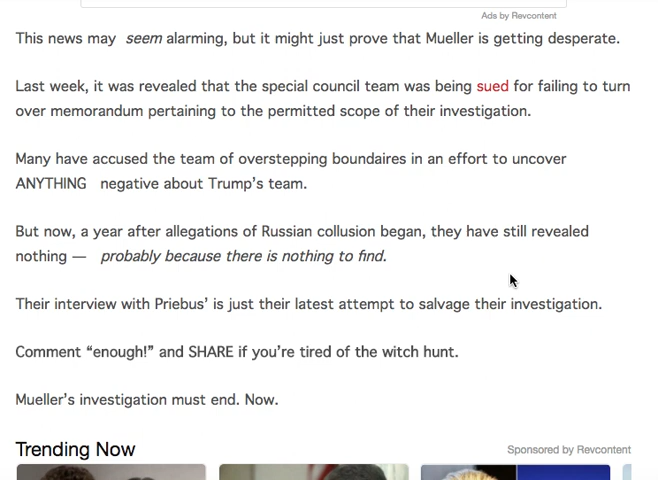 Ads by Revcontent
This news may seem alarming, but it might just prove that Mueller is getting desperate.
Last week, it was revealed that the special council team was being sued for failing to turn
over memorandum pertaining to the permitted scope of their investigation.
Many have accused the team of overstepping boundaires in an effort to uncover
ANYTHING negative about Trump’s team.
But now, a year after allegations of Russian collusion began, they have still revealed
nothing — probably because there is nothing to find.
Their interview with Priebus’ is just their latest attempt to salvage their investigation.
Comment “enough!” and SHARE if you’re tired of the witch hunt.
Mueller’s investigation must end. Now.
Trending Now
Sponsored by Revcontent